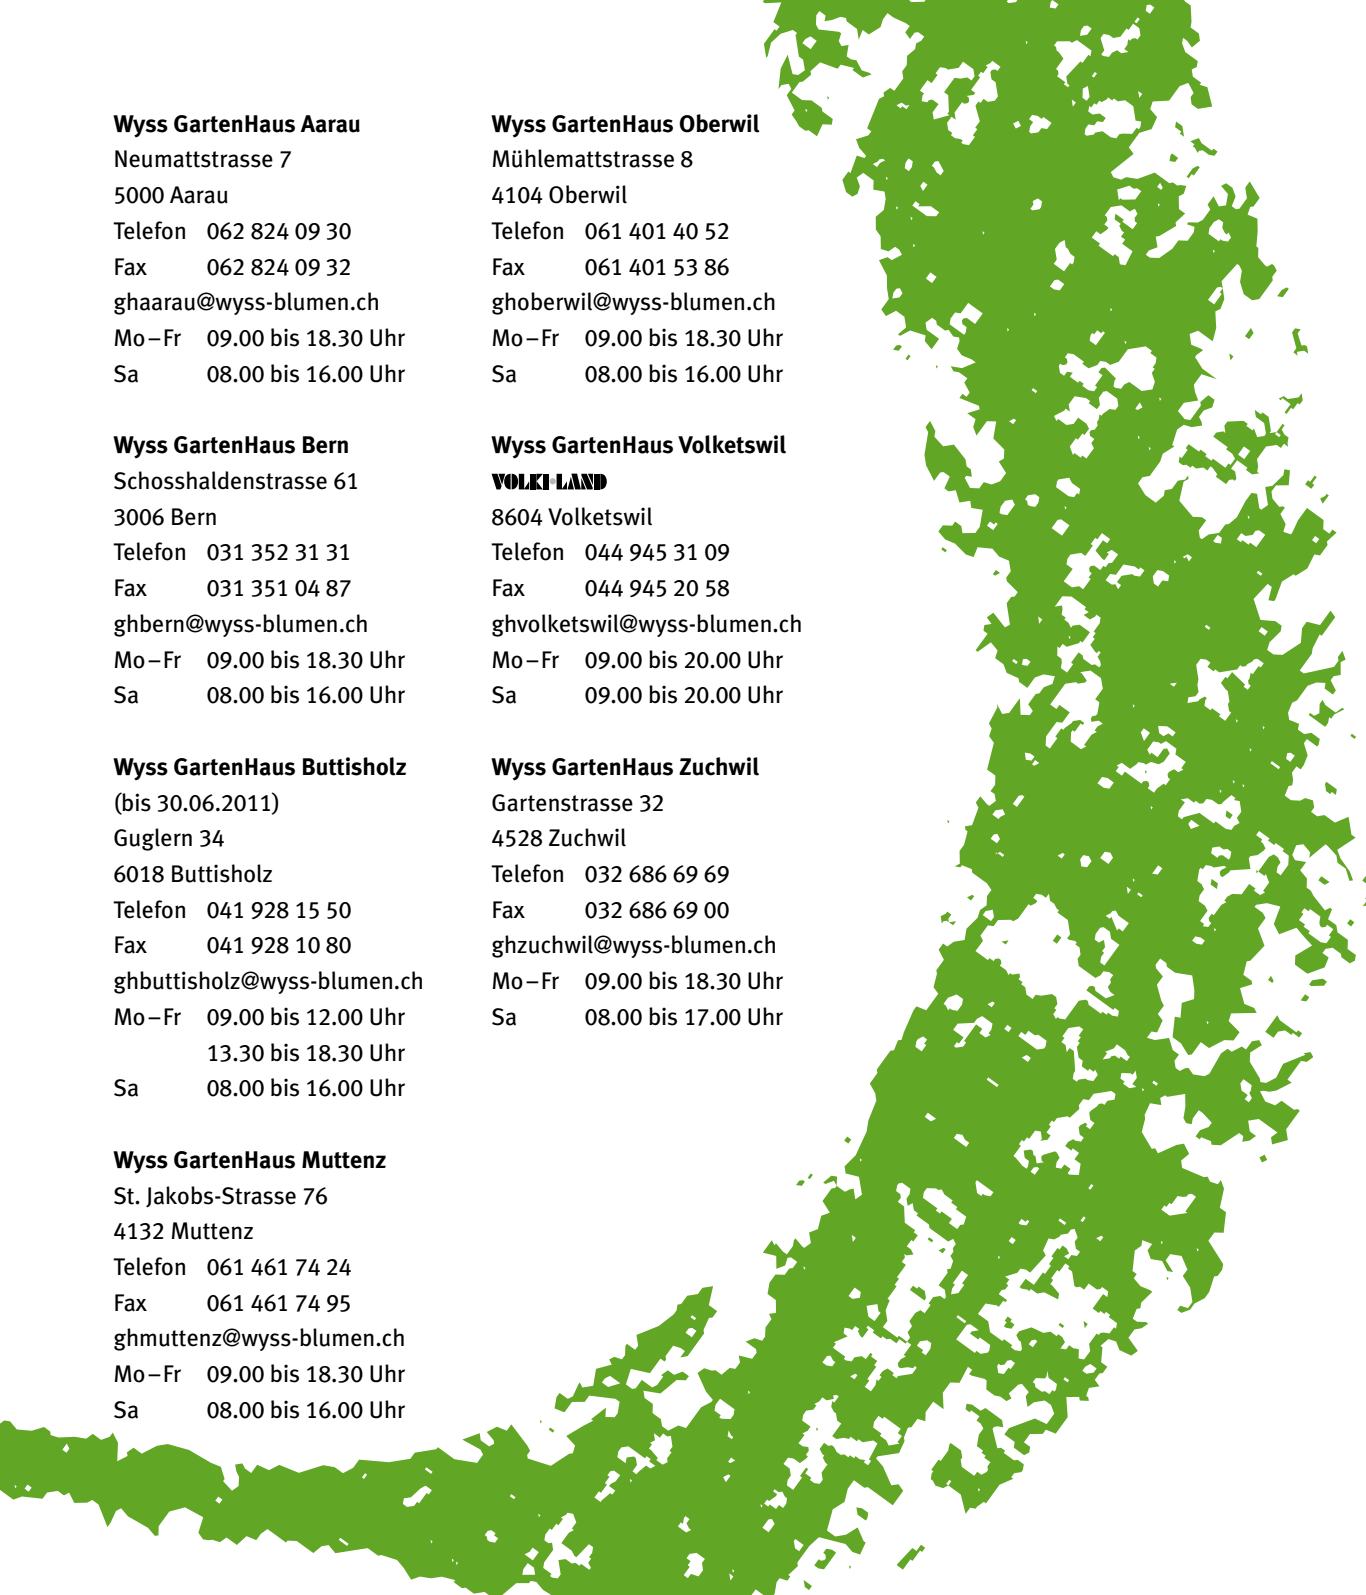 Wyss GartenHaus Aarau
Neumattstrasse 7
5000 Aarau
Telefon 062 824 09 30
Fax 062 824 09 32
ghaarau@wyss-blumen.ch
Mo–Fr 09.00 bis 18.30 Uhr
Sa 08.00 bis 16.00 Uhr
Wyss GartenHaus Bern
Schosshaldenstrasse 61
3006 Bern
Telefon 031 352 31 31
Fax 031 351 04 87
ghbern@wyss-blumen.ch
Mo–Fr 09.00 bis 18.30 Uhr
Sa 08.00 bis 16.00 Uhr
Wyss GartenHaus Buttisholz
(bis 30.06.2011)
Guglern 34
6018 Buttisholz
Telefon 041 928 15 50
Fax 041 928 10 80
ghbuttisholz@wyss-blumen.ch
Mo–Fr 09.00 bis 12.00 Uhr
13.30 bis 18.30 Uhr
Sa 08.00 bis 16.00 Uhr
Wyss GartenHaus Muttenz
St. Jakobs-Strasse 76
4132 Muttenz
Telefon 061 461 74 24
Fax 061 461 74 95
ghmuttenz@wyss-blumen.ch
Mo–Fr 09.00 bis 18.30 Uhr
Sa 08.00 bis 16.00 Uhr
Wyss GartenHaus Oberwil
Mühlemattstrasse 8
4104 Oberwil
Telefon 061 401 40 52
Fax 061 401 53 86
ghoberwil@wyss-blumen.ch
Mo–Fr 09.00 bis 18.30 Uhr
Sa 08.00 bis 16.00 Uhr
Wyss GartenHaus Volketswil
VOLKI•LAND
8604 Volketswil
Telefon 044 945 31 09
Fax 044 945 20 58
ghvolketswil@wyss-blumen.ch
Mo–Fr 09.00 bis 20.00 Uhr
Sa 09.00 bis 20.00 Uhr
Wyss GartenHaus Zuchwil
Gartenstrasse 32
4528 Zuchwil
Telefon 032 686 69 69
Fax 032 686 69 00
ghzuchwil@wyss-blumen.ch
Mo–Fr 09.00 bis 18.30 Uhr
Sa 08.00 bis 17.00 Uhr